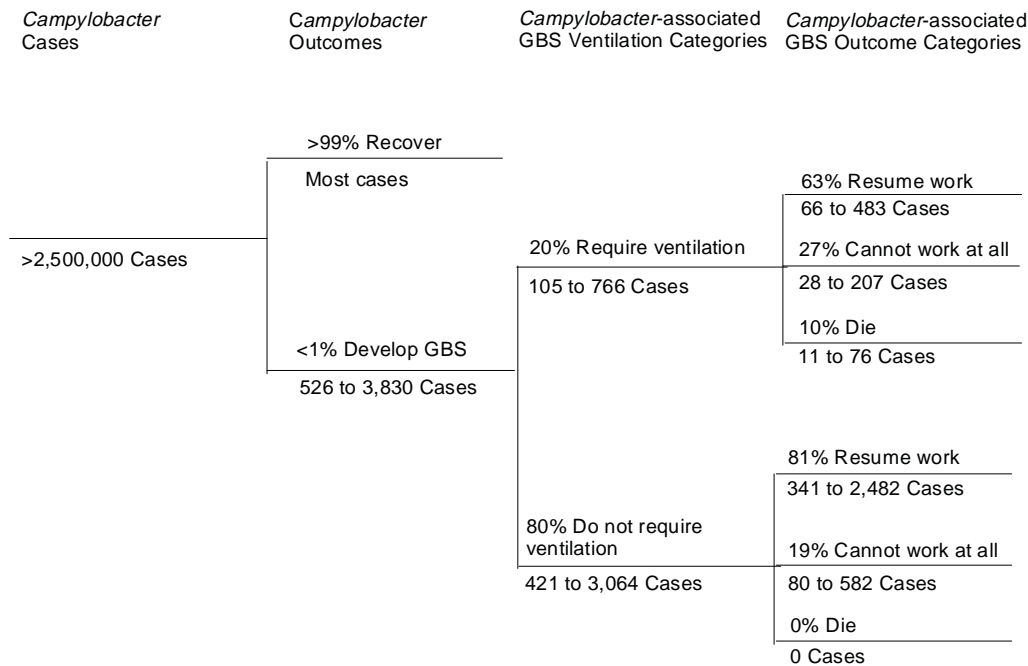 Campylobacter
Cases
Campylobacter
Outcomes
Campylobacter-associated
GBS Ventilation Categories
Campylobacter-associated
GBS Outcome Categories
>99% Recover
Most cases
>2,500,000 Cases
<1% Develop GBS
526 to 3,830 Cases
20% Require ventilation
105 to 766 Cases
63% Resume work
66 to 483 Cases
27% Cannot work at all
28 to 207 Cases
10% Die
11 to 76 Cases
80% Do not require
ventilation
421 to 3,064 Cases
81% Resume work
341 to 2,482 Cases
19% Cannot work at all
80 to 582 Cases
0% Die
0 Cases